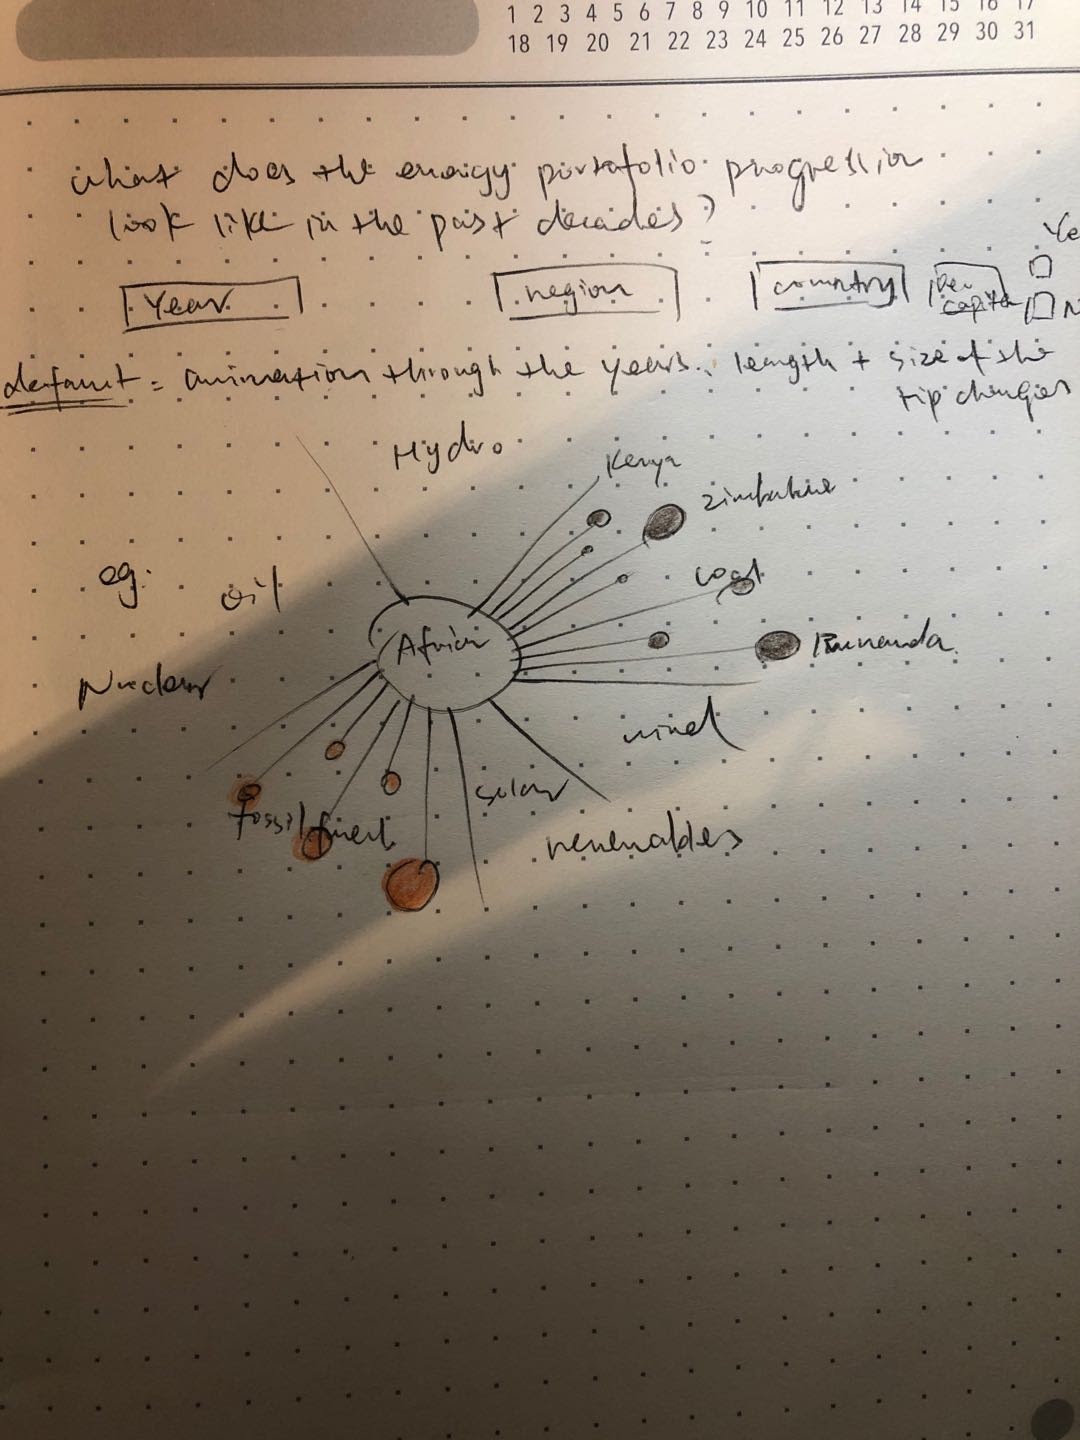 1 2 3 4 5 6 7 8 9 10 11 12 13 14 15 16 17
18 19 20 21 22 23 24 25 26 27 28 29 30 31
what does the energy portafolio progression
look like in the past decades?
Year region country Per capita
Ye
N
default = animation through the years. length + size of the
tip changes
Hydro
Kenya
Zimbabwe
eg.
oil
coal
Africa
Rwanda
Nuclear
wind
solar
fossil fuel
renewables